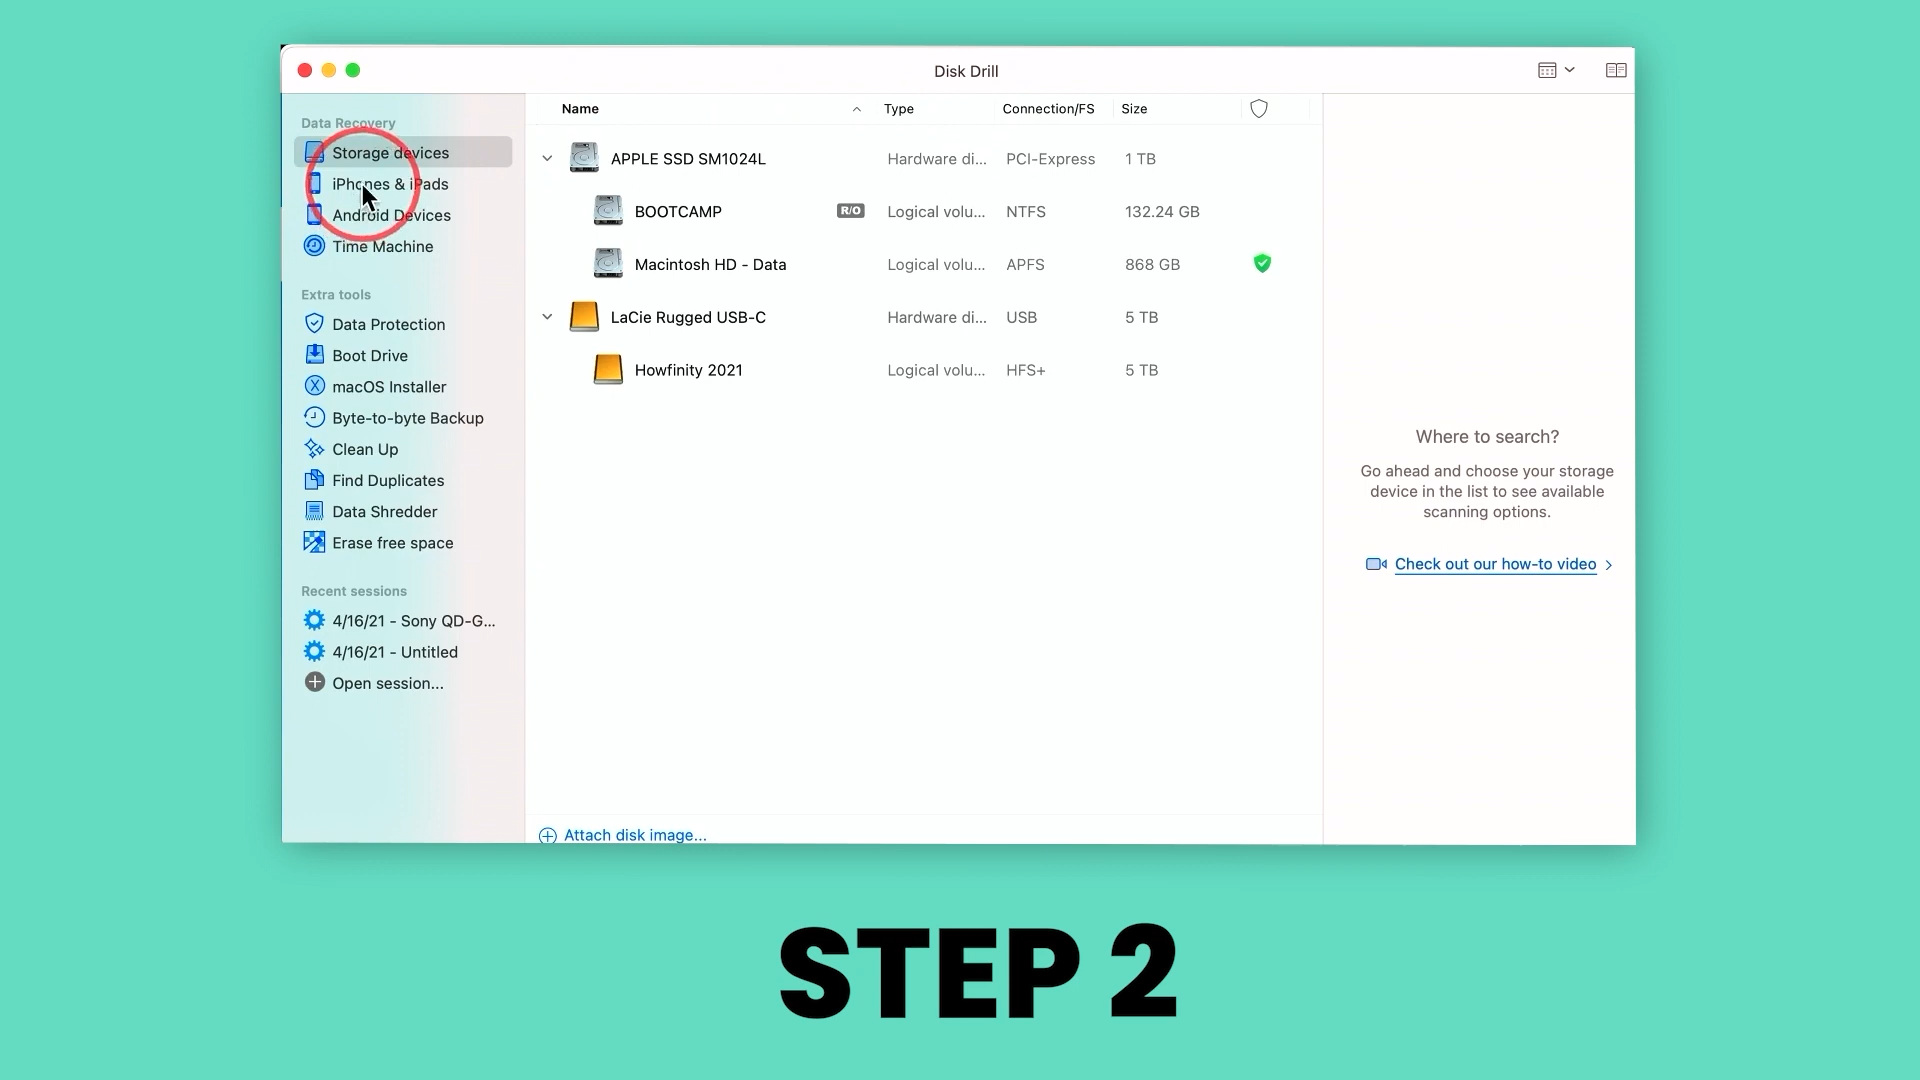 Disk Drill
Data Recovery
Storage devices
iPhones & iPads
Android Devices
Time Machine
Extra tools
Data Protection
Boot Drive
macOS Installer
Byte-to-byte Backup
Clean Up
Find Duplicates
Data Shredder
Erase free space
Recent sessions
4/16/21 - Sony QD-G...
4/16/21 - Untitled
Open session...
Name Type Connection/FS Size
APPLE SSD SM1024L Hardware di... PCI-Express 1 TB
BOOTCAMP R/O Logical volu... NTFS 132.24 GB
Macintosh HD - Data Logical volu... APFS 868 GB
LaCie Rugged USB-C Hardware di... USB 5 TB
Howfinity 2021 Logical volu... HFS+ 5 TB
Attach disk image...
Where to search?
Go ahead and choose your storage
device in the list to see available
scanning options.
Check out our how-to video
STEP 2